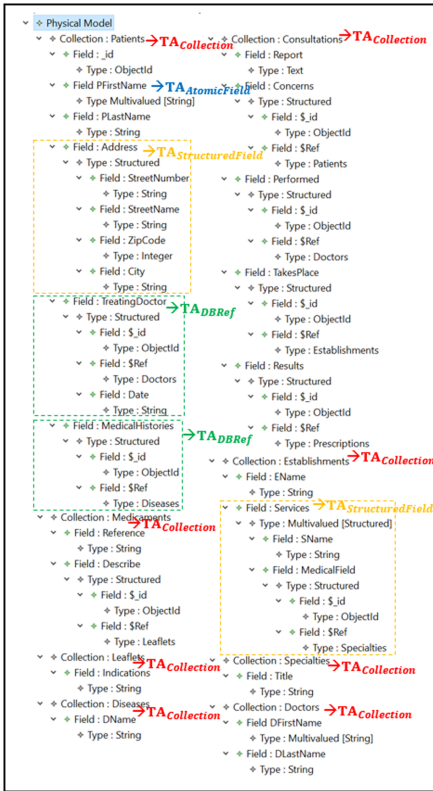 Physical Model
Collection : Patients →TA_Collection
Field : _id
Type : ObjectId
Field PFirstName →TA_AtomicField
Type Multivalued [String]
Field : PLastName
Type : String
Field : Address →TA_StructuredField
Type : Structured
Field : StreetNumber
Type : String
Field : StreetName
Type : String
Field : ZipCode
Type : Integer
Field : City
Type : String
Field : TreatingDoctor →TA_DBRef
Type : Structured
Field : $_id
Type : ObjectId
Field : $Ref
Type : Doctors
Field : Date
Type : String
Field : MedicalHistories →TA_DBRef
Type : Structured
Field : $_id
Type : ObjectId
Field : $Ref
Type : Diseases
Collection : Medicaments →TA_Collection
Field : Reference
Type : String
Field : Describe
Type : Structured
Field : $_id
Type : ObjectId
Field : $Ref
Type : Leaflets
Collection : Leaflets →TA_Collection
Field : Indications
Type : String
Collection : Diseases →TA_Collection
Field : DName
Type : String
Collection : Consultations →TA_Collection
Field : Report
Type : Text
Field : Concerns
Type : Structured
Field : $_id
Type : ObjectId
Field : $Ref
Type : Patients
Field : Performed
Type : Structured
Field : $_id
Type : ObjectId
Field : $Ref
Type : Doctors
Field : TakesPlace
Type : Structured
Field : $_id
Type : ObjectId
Field : $Ref
Type : Establishments
Field : Results
Type : Structured
Field : $_id
Type : ObjectId
Field : $Ref
Type : Prescriptions
Collection : Establishments →TA_Collection
Field : EName
Type : String
Field : Services →TA_StructuredField
Type : Multivalued [Structured]
Field : SName
Type : String
Field : MedicalField
Type : Structured
Field : $_id
Type : ObjectId
Field : $Ref
Type : Specialties
Collection : Specialties →TA_Collection
Field : Title
Type : String
Collection : Doctors →TA_Collection
Field DFirstName
Type : Multivalued [String]
Field : DLastName
Type : String